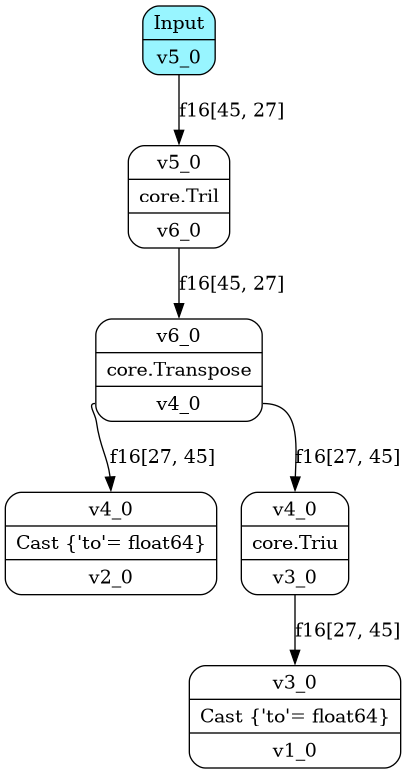 Input
v5_0
f16[45, 27]
v5_0
core.Tril
v6_0
f16[45, 27]
v6_0
core.Transpose
v4_0
f16[27, 45]
f16[27, 45]
v4_0
Cast {'to'= float64}
v2_0
v4_0
core.Triu
v3_0
f16[27, 45]
v3_0
Cast {'to'= float64}
v1_0